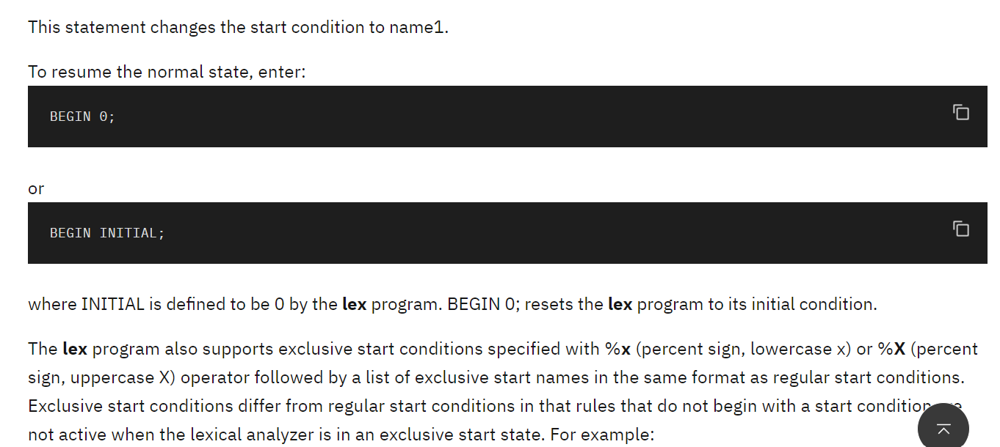 This statement changes the start condition to name1.
To resume the normal state, enter:
BEGIN 0;
or
BEGIN INITIAL;
where INITIAL is defined to be 0 by the lex program. BEGIN 0; resets the lex program to its initial condition.
The lex program also supports exclusive start conditions specified with %x (percent sign, lowercase x) or %X (percent
sign, uppercase X) operator followed by a list of exclusive start names in the same format as regular start conditions.
Exclusive start conditions differ from regular start conditions in that rules that do not begin with a start condition
not active when the lexical analyzer is in an exclusive start state. For example: